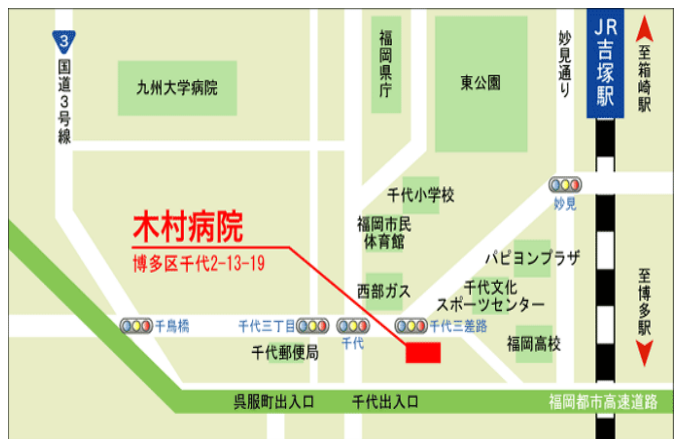 3
国道3号線
九州大学病院
福岡県庁
東公園
妙見通り
JR吉塚駅
至箱崎駅
千代小学校
妙見
木村病院
博多区千代2-13-19
福岡市民
体育館
パピヨンプラザ
西部ガス
千代文化
スポーツセンター
至博多駅
千鳥橋
千代三丁目
千代
千代三差路
千代郵便局
福岡高校
呉服町出入口
千代出入口
福岡都市高速道路